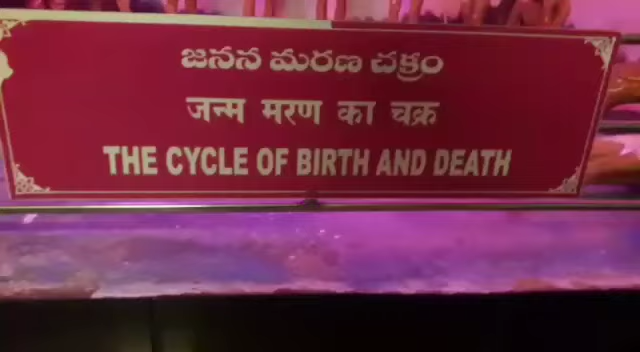 జనన మరణ చక్రం
जन्म मरण का चक्र
THE CYCLE OF BIRTH AND DEATH